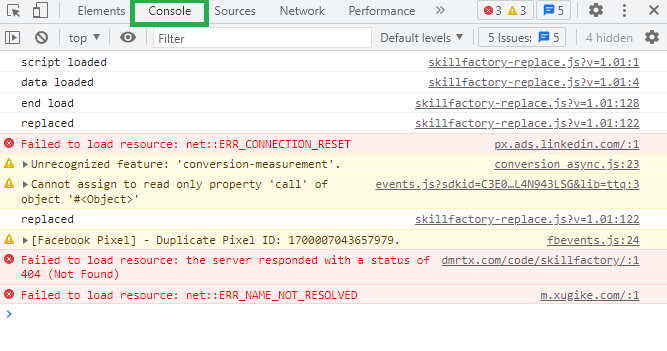 Elements Console Sources Network Performance » 3 3 5
top Filter Default levels 5 Issues: 5 4 hidden
script loaded skillfactory-replace.js?v=1.01:1
data loaded skillfactory-replace.js?v=1.01:4
end load skillfactory-replace.js?v=1.01:128
replaced skillfactory-replace.js?v=1.01:122
Failed to load resource: net::ERR_CONNECTION_RESET px.ads.linkedin.com/:1
Unrecognized feature: 'conversion-measurement'. conversion_async.js:23
Cannot assign to read only property 'call' of events.js?sdkid=C3E0…L4N943LSG&lib=ttq:3
object '#<Object>'
replaced skillfactory-replace.js?v=1.01:122
[Facebook Pixel] - Duplicate Pixel ID: 1700007043657979. fbevents.js:24
Failed to load resource: the server responded with a status of dmrtx.com/code/skillfactory/:1
404 (Not Found)
Failed to load resource: net::ERR_NAME_NOT_RESOLVED m.xugike.com/:1